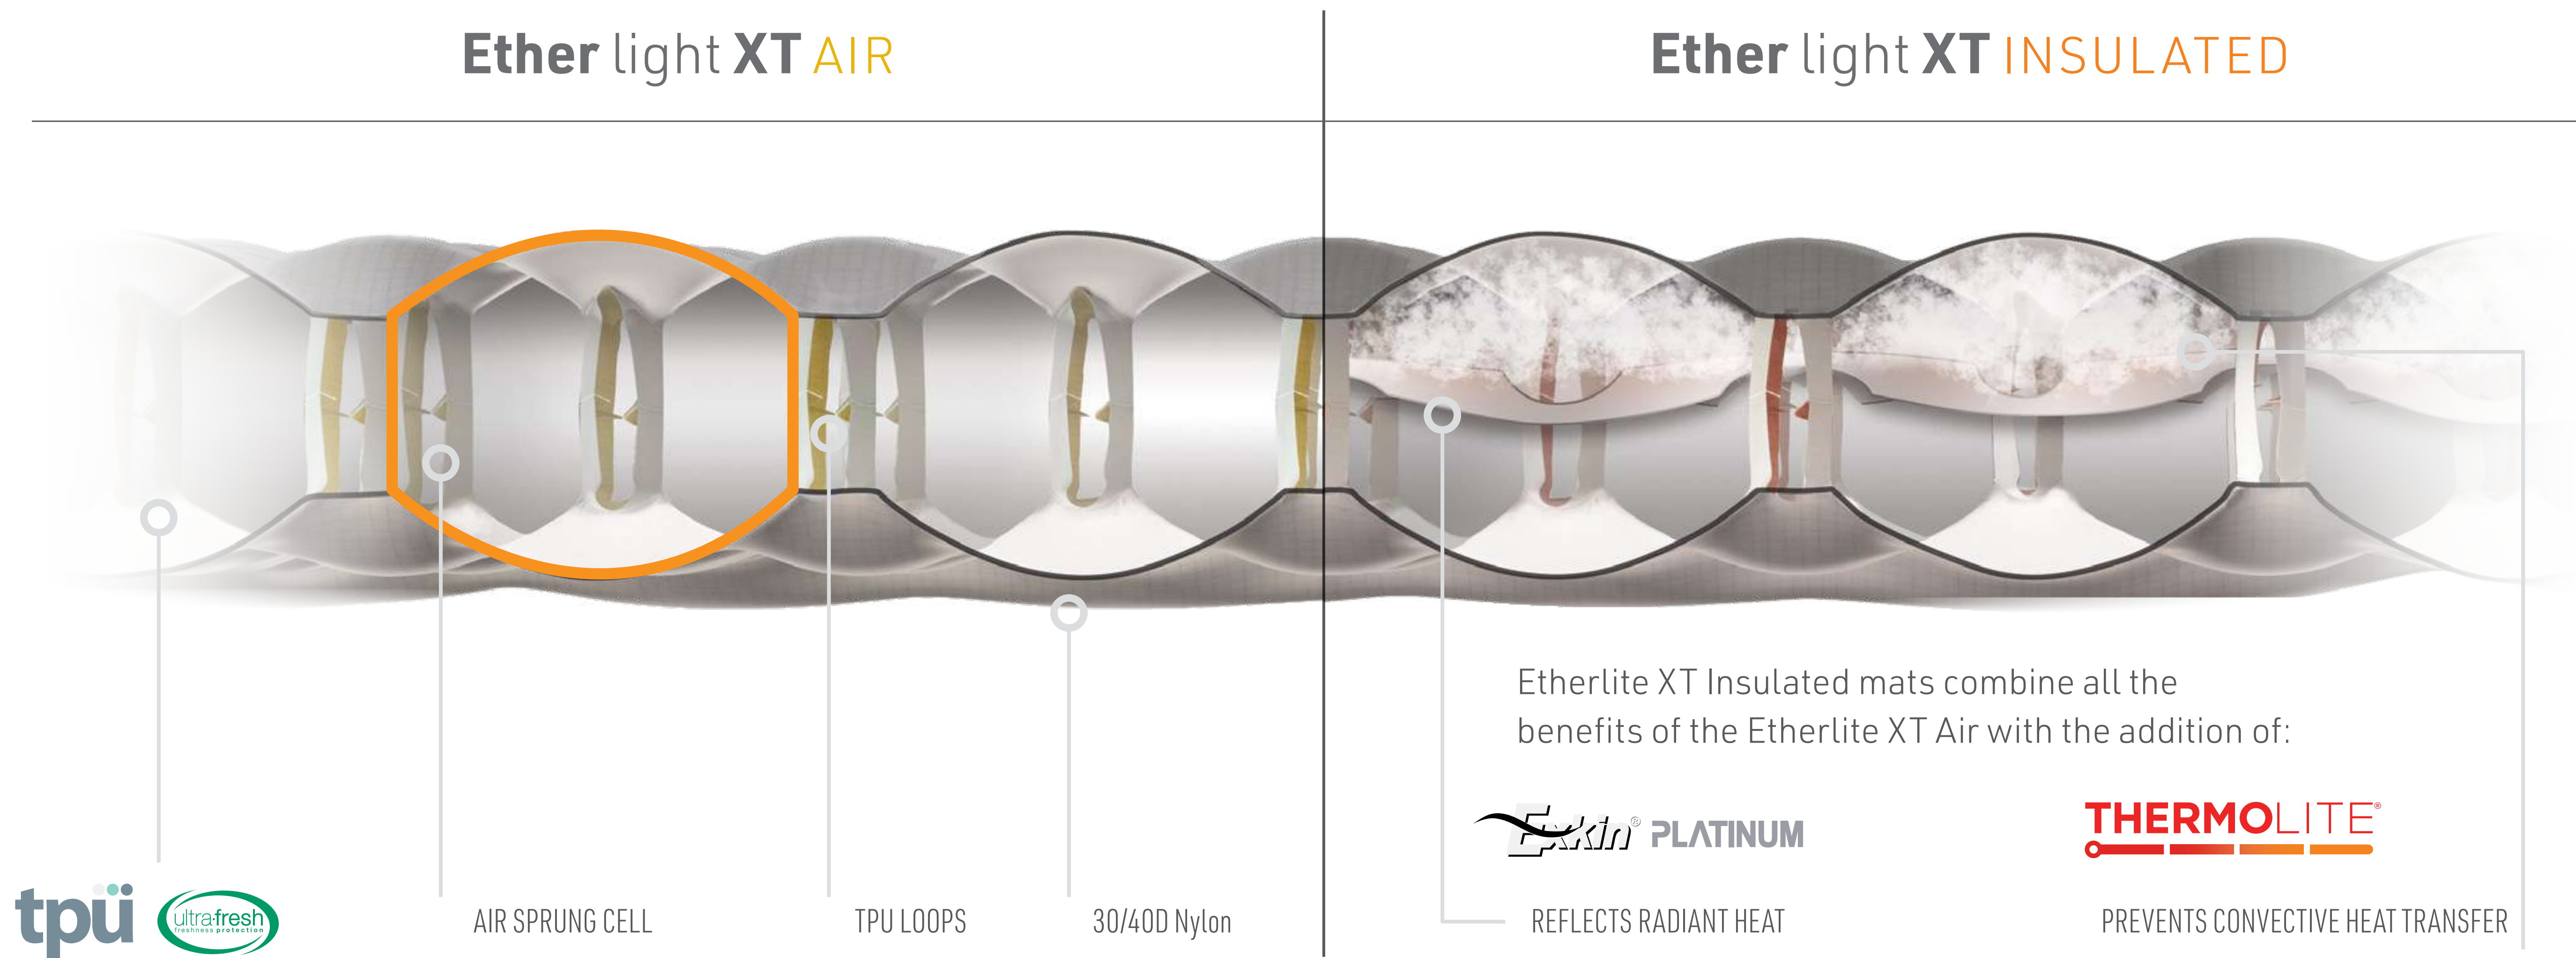 Ether light XT AIR
Ether light XT INSULATED
Etherlite XT Insulated mats combine all the
benefits of the Etherlite XT Air with the addition of:
Exkin® PLATINUM
THERMOLITE®
tpü
ultra-fresh
freshness protection
AIR SPRUNG CELL
TPU LOOPS
30/40D Nylon
REFLECTS RADIANT HEAT
PREVENTS CONVECTIVE HEAT TRANSFER